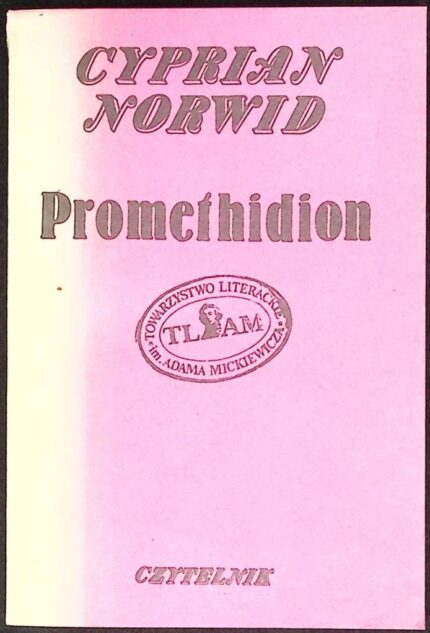 CYPRIAN
NORWID
Promethidion
TOWARZYSTWO LITERACKIE
TL AM
im. ADAMA MICKIEWICZA
CZYTELNIK